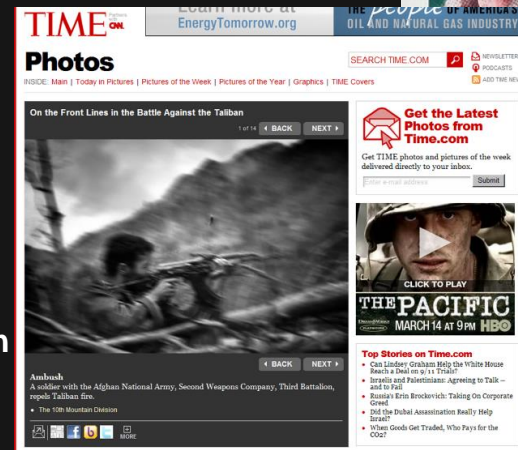 Learn more at
THE people OF AMERICA'S
EnergyTomorrow.org
OIL AND NATURAL GAS INDUSTRY
TIME
CNN
Photos
SEARCH TIME.COM
NEWSLETTER
PODCASTS
ADD TIME NEW
INSIDE: Main | Today in Pictures | Pictures of the Week | Pictures of the Year | Graphics | TIME Covers
On the Front Lines in the Battle Against the Taliban
1 of 14 BACK NEXT
Get the Latest
Photos from
Time.com
Get TIME photos and pictures of the week
delivered directly to your inbox.
Enter e-mail address Submit
CLICK TO PLAY
THE PACIFIC
MARCH 14 AT 9PM HBO
n
BACK NEXT
Ambush
A soldier with the Afghan National Army, Second Weapons Company, Third Battalion,
repels Taliban fire.
• The 10th Mountain Division
MORE
Top Stories on Time.com
• Can Lindsey Graham Help the White House
Reach a Deal on 9/11 Trials?
• Israelis and Palestinians: Agreeing to Talk —
and to Fail
• Russia's Erin Brockovich: Taking On Corporate
Greed
• Did the Dubai Assassination Really Help
Israel?
• When Goods Get Traded, Who Pays for the
CO2?